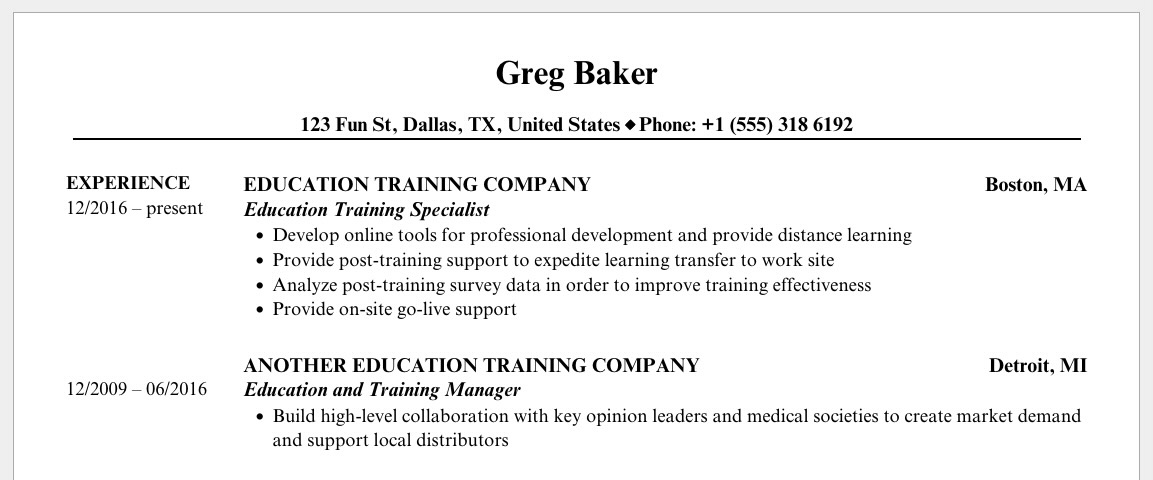 Greg Baker
123 Fun St, Dallas, TX, United States ◆ Phone: +1 (555) 318 6192
EXPERIENCE
12/2016 – present
EDUCATION TRAINING COMPANY Boston, MA
Education Training Specialist
• Develop online tools for professional development and provide distance learning
• Provide post-training support to expedite learning transfer to work site
• Analyze post-training survey data in order to improve training effectiveness
• Provide on-site go-live support
ANOTHER EDUCATION TRAINING COMPANY Detroit, MI
12/2009 – 06/2016 Education and Training Manager
• Build high-level collaboration with key opinion leaders and medical societies to create market demand
and support local distributors